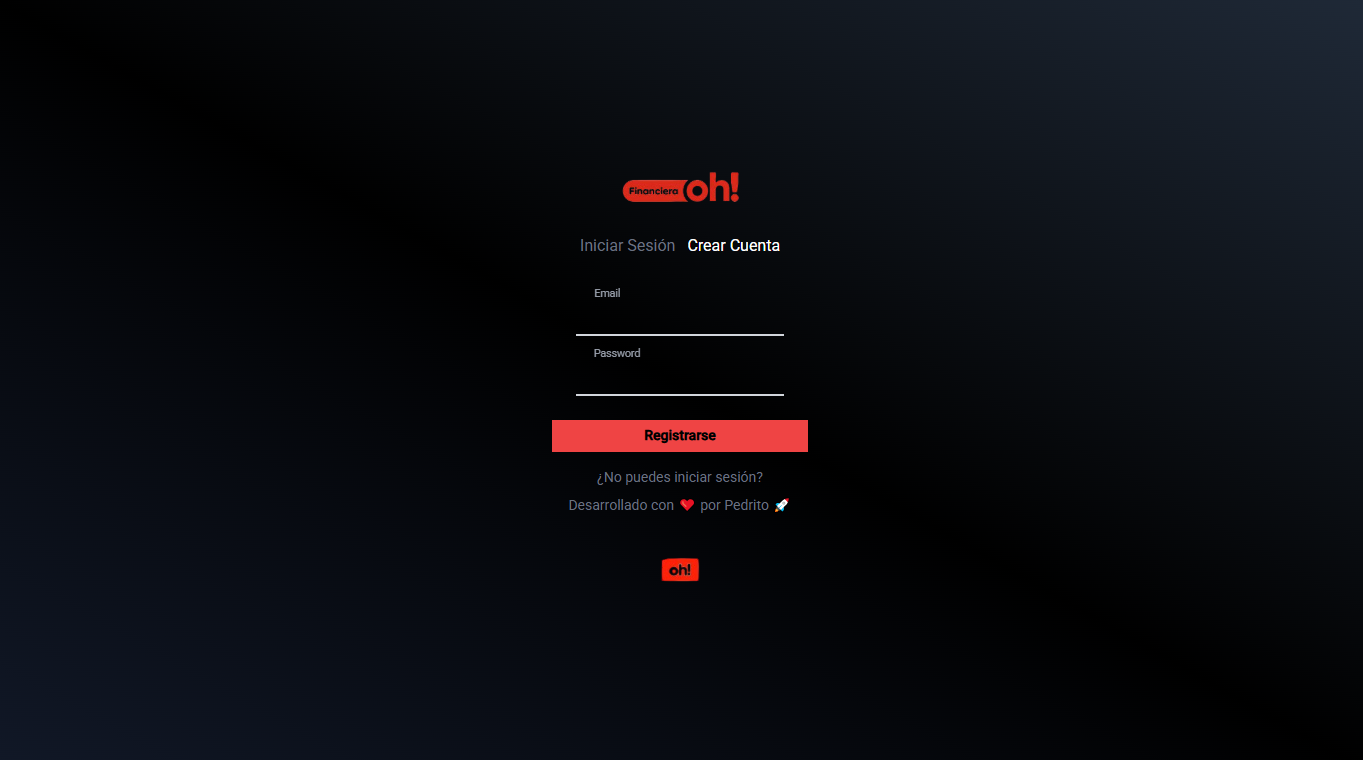 Financiera oh!
Iniciar Sesión Crear Cuenta
Email
Password
Registrarse
¿No puedes iniciar sesión?
Desarrollado con ❤️ por Pedrito 🚀
oh!